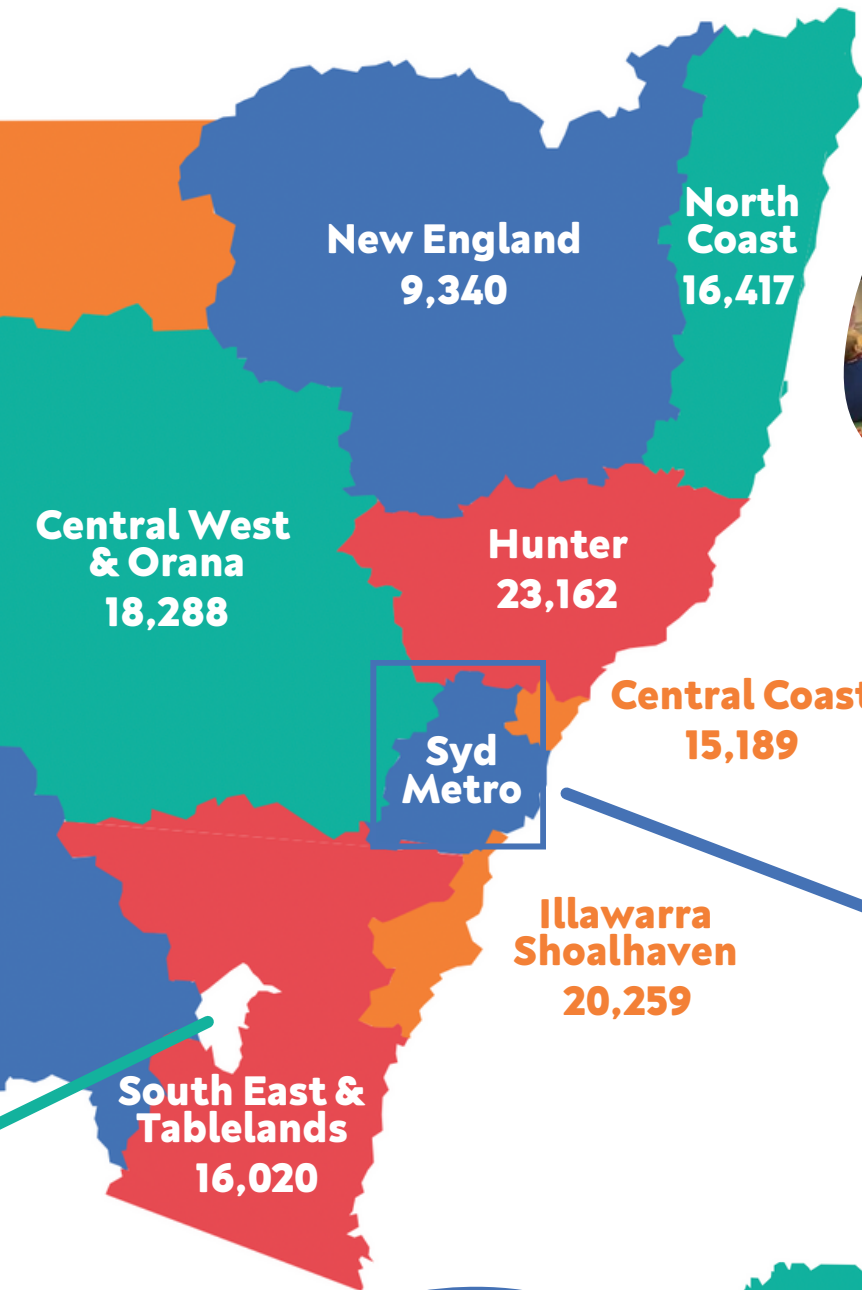 North
Coast
16,417
New England
9,340
Central West
& Orana
18,288
Hunter
23,162
Central Coast
15,189
Syd
Metro
Illawarra
Shoalhaven
20,259
South East &
Tablelands
16,020